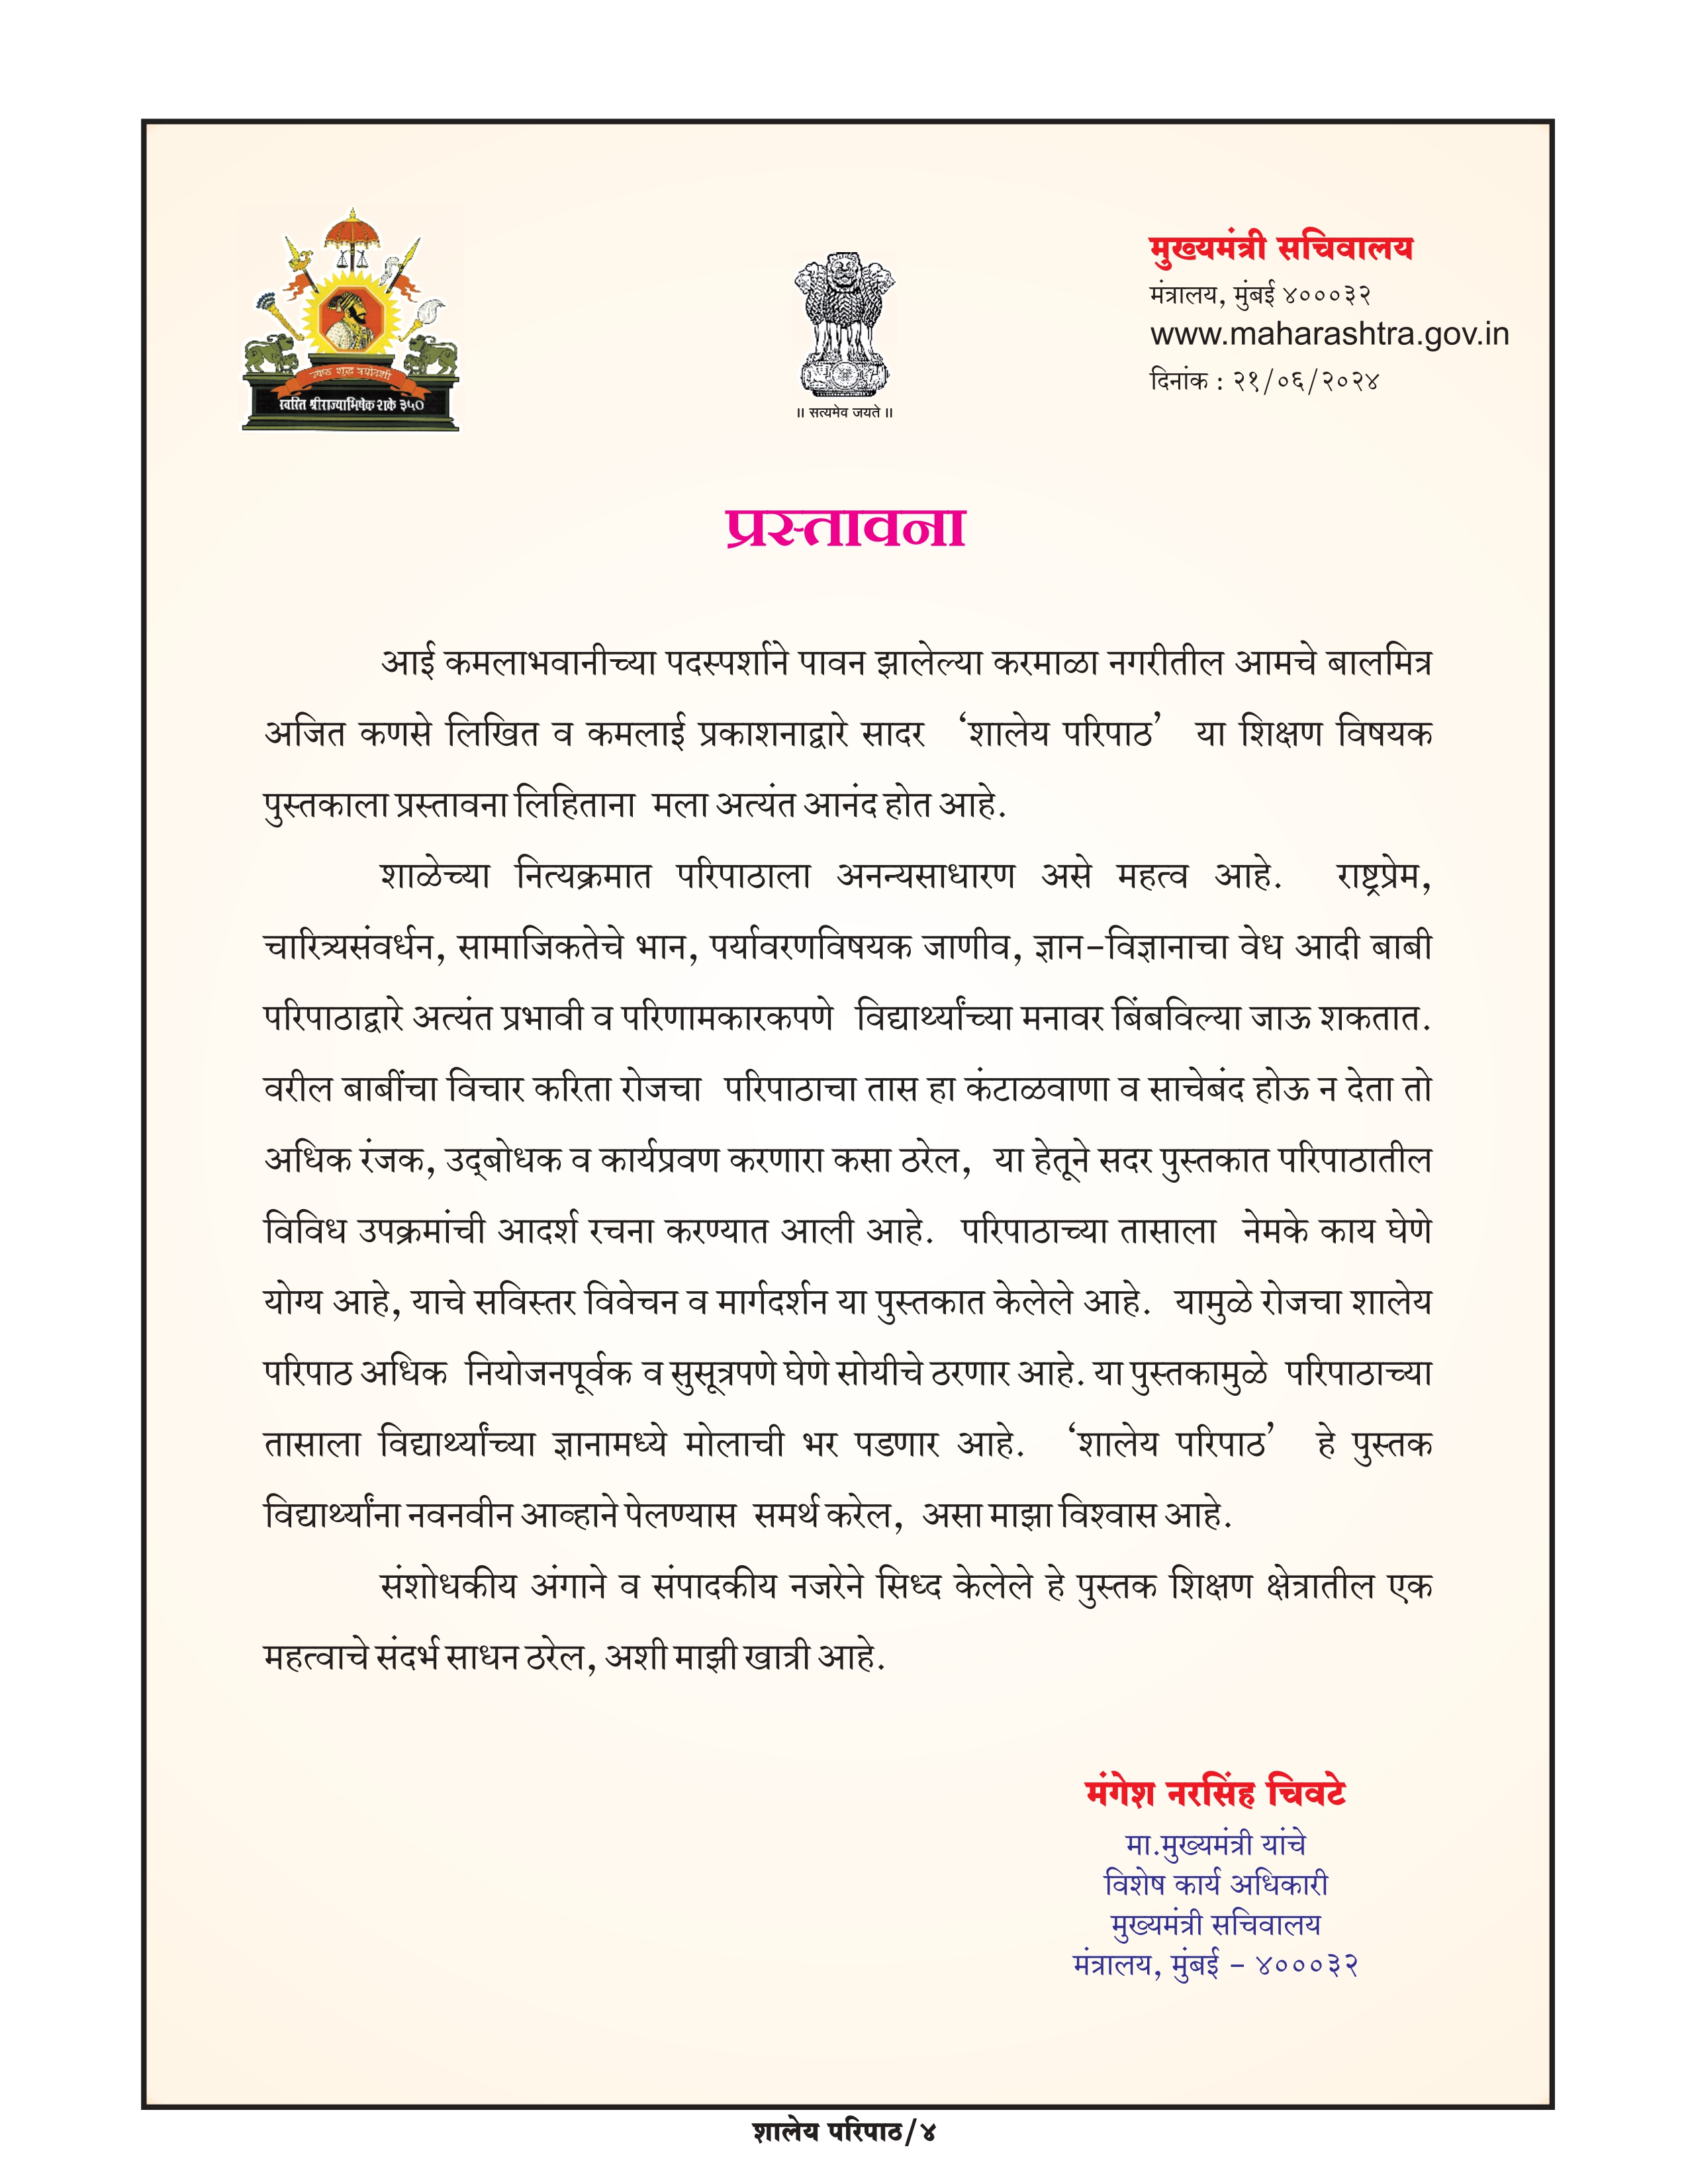 ज्येष्ठ शुद्ध त्रयोदशी
स्वस्ति श्रीराज्याभिषेक शके ३५०
॥ सत्यमेव जयते ॥
मुख्यमंत्री सचिवालय
मंत्रालय, मुंबई ४०००३२
www.maharashtra.gov.in
दिनांक : २१/०६/२०२४
प्रस्तावना
आई कमलाभवानीच्या पदस्पर्शाने पावन झालेल्या करमाळा नगरीतील आमचे बालमित्र
अजित कणसे लिखित व कमलाई प्रकाशनाद्वारे सादर ‘शालेय परिपाठ’ या शिक्षण विषयक
पुस्तकाला प्रस्तावना लिहिताना मला अत्यंत आनंद होत आहे.
शाळेच्या नित्यक्रमात परिपाठाला अनन्यसाधारण असे महत्व आहे. राष्ट्रप्रेम,
चारित्र्यसंवर्धन, सामाजिकतेचे भान, पर्यावरणविषयक जाणीव, ज्ञान-विज्ञानाचा वेध आदी बाबी
परिपाठाद्वारे अत्यंत प्रभावी व परिणामकारकपणे विद्यार्थ्यांच्या मनावर बिंबविल्या जाऊ शकतात.
वरील बाबींचा विचार करिता रोजचा परिपाठाचा तास हा कंटाळवाणा व साचेबंद होऊ न देता तो
अधिक रंजक, उद्‌बोधक व कार्यप्रवण करणारा कसा ठरेल, या हेतूने सदर पुस्तकात परिपाठातील
विविध उपक्रमांची आदर्श रचना करण्यात आली आहे. परिपाठाच्या तासाला नेमके काय घेणे
योग्य आहे, याचे सविस्तर विवेचन व मार्गदर्शन या पुस्तकात केलेले आहे. यामुळे रोजचा शालेय
परिपाठ अधिक नियोजनपूर्वक व सुसूत्रपणे घेणे सोयीचे ठरणार आहे. या पुस्तकामुळे परिपाठाच्या
तासाला विद्यार्थ्यांच्या ज्ञानामध्ये मोलाची भर पडणार आहे. ‘शालेय परिपाठ’ हे पुस्तक
विद्यार्थ्यांना नवनवीन आव्हाने पेलण्यास समर्थ करेल, असा माझा विश्वास आहे.
संशोधकीय अंगाने व संपादकीय नजरेने सिध्द केलेले हे पुस्तक शिक्षण क्षेत्रातील एक
महत्वाचे संदर्भ साधन ठरेल, अशी माझी खात्री आहे.
मंगेश नरसिंह चिवटे
मा.मुख्यमंत्री यांचे
विशेष कार्य अधिकारी
मुख्यमंत्री सचिवालय
मंत्रालय, मुंबई - ४०००३२
शालेय परिपाठ/४